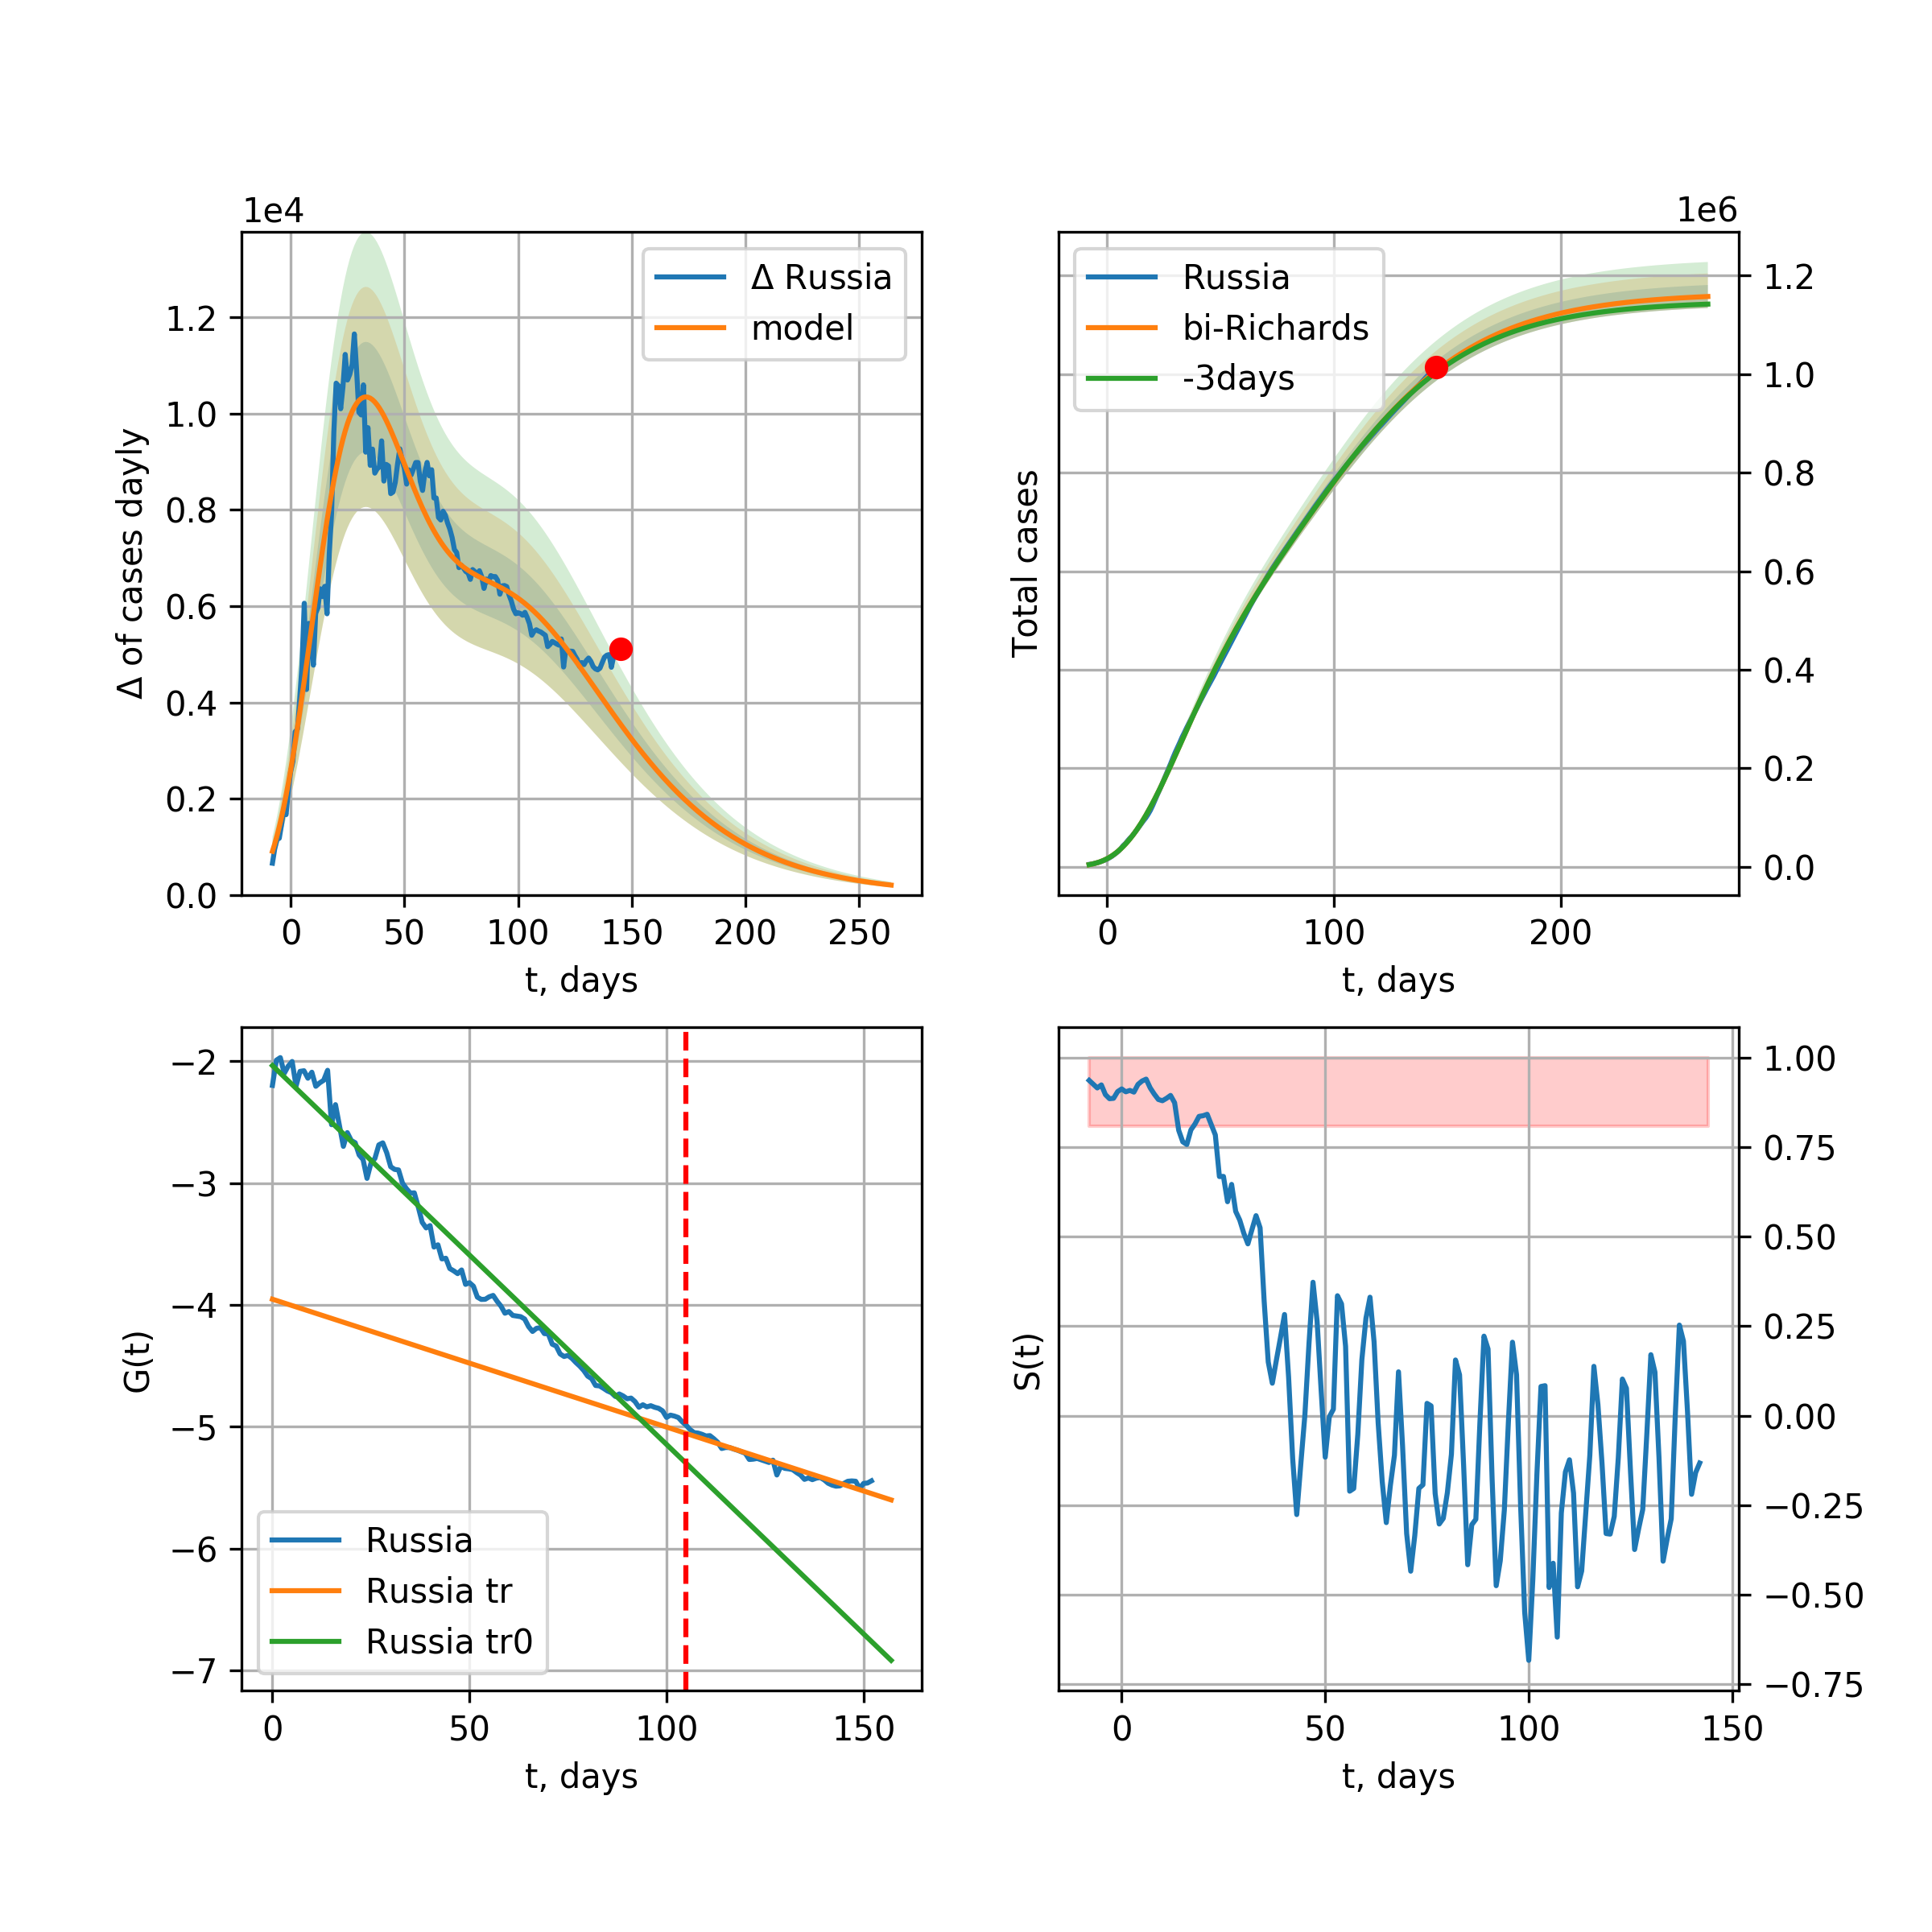 1e4
Δ Russia
model
1.2
1.0
0.8
0.6
0.4
0.2
0.0
Δ of cases dayly
0 50 100 150 200 250
t, days
1e6
Russia
bi-Richards
-3days
1.2
1.0
0.8
0.6
0.4
0.2
0.0
Total cases
0 100 200
t, days
−2
−3
−4
−5
−6
−7
G(t)
Russia
Russia tr
Russia tr0
0 50 100 150
t, days
1.00
0.75
0.50
0.25
0.00
−0.25
−0.50
−0.75
S(t)
0 50 100 150
t, days